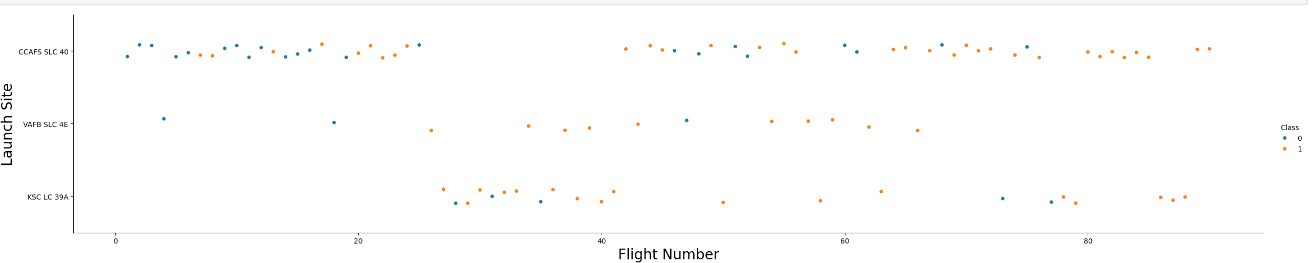 Launch Site
CCAFS SLC 40
VAFB SLC 4E
KSC LC 39A
0 20 40 60 80
Flight Number
Class
0
1